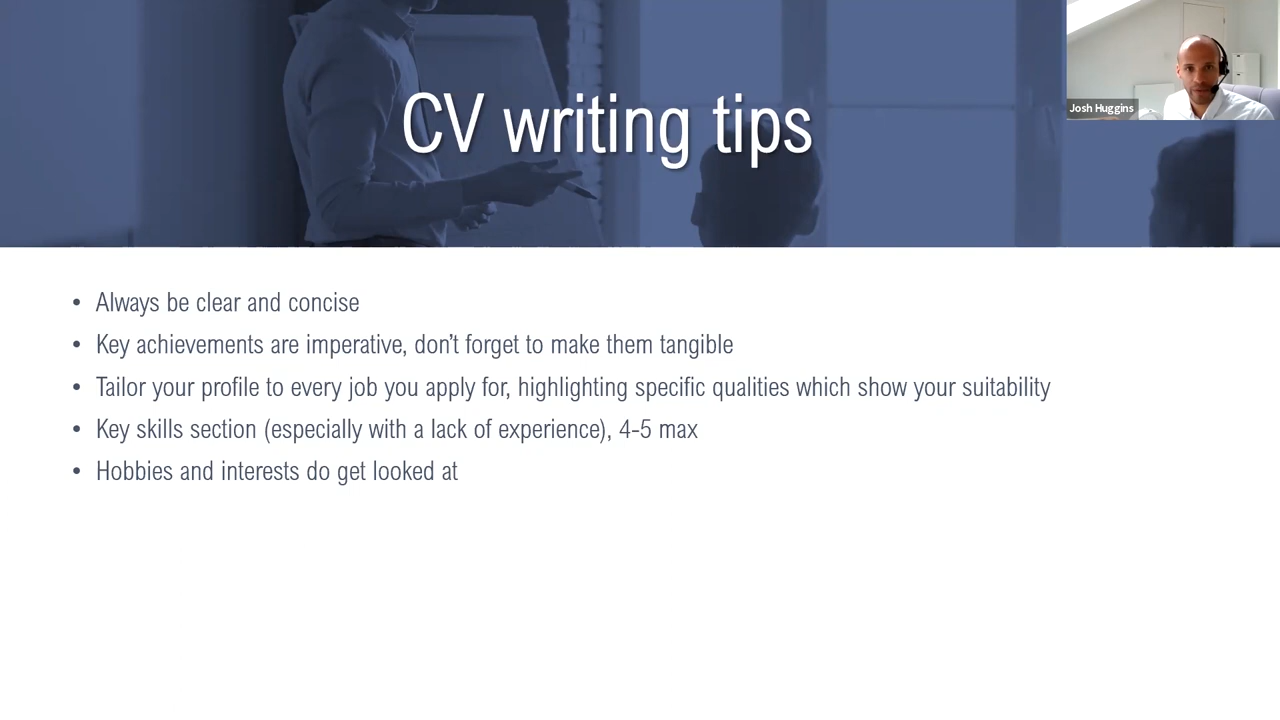 CV writing tips
Josh Huggins
• Always be clear and concise
• Key achievements are imperative, don’t forget to make them tangible
• Tailor your profile to every job you apply for, highlighting specific qualities which show your suitability
• Key skills section (especially with a lack of experience), 4-5 max
• Hobbies and interests do get looked at